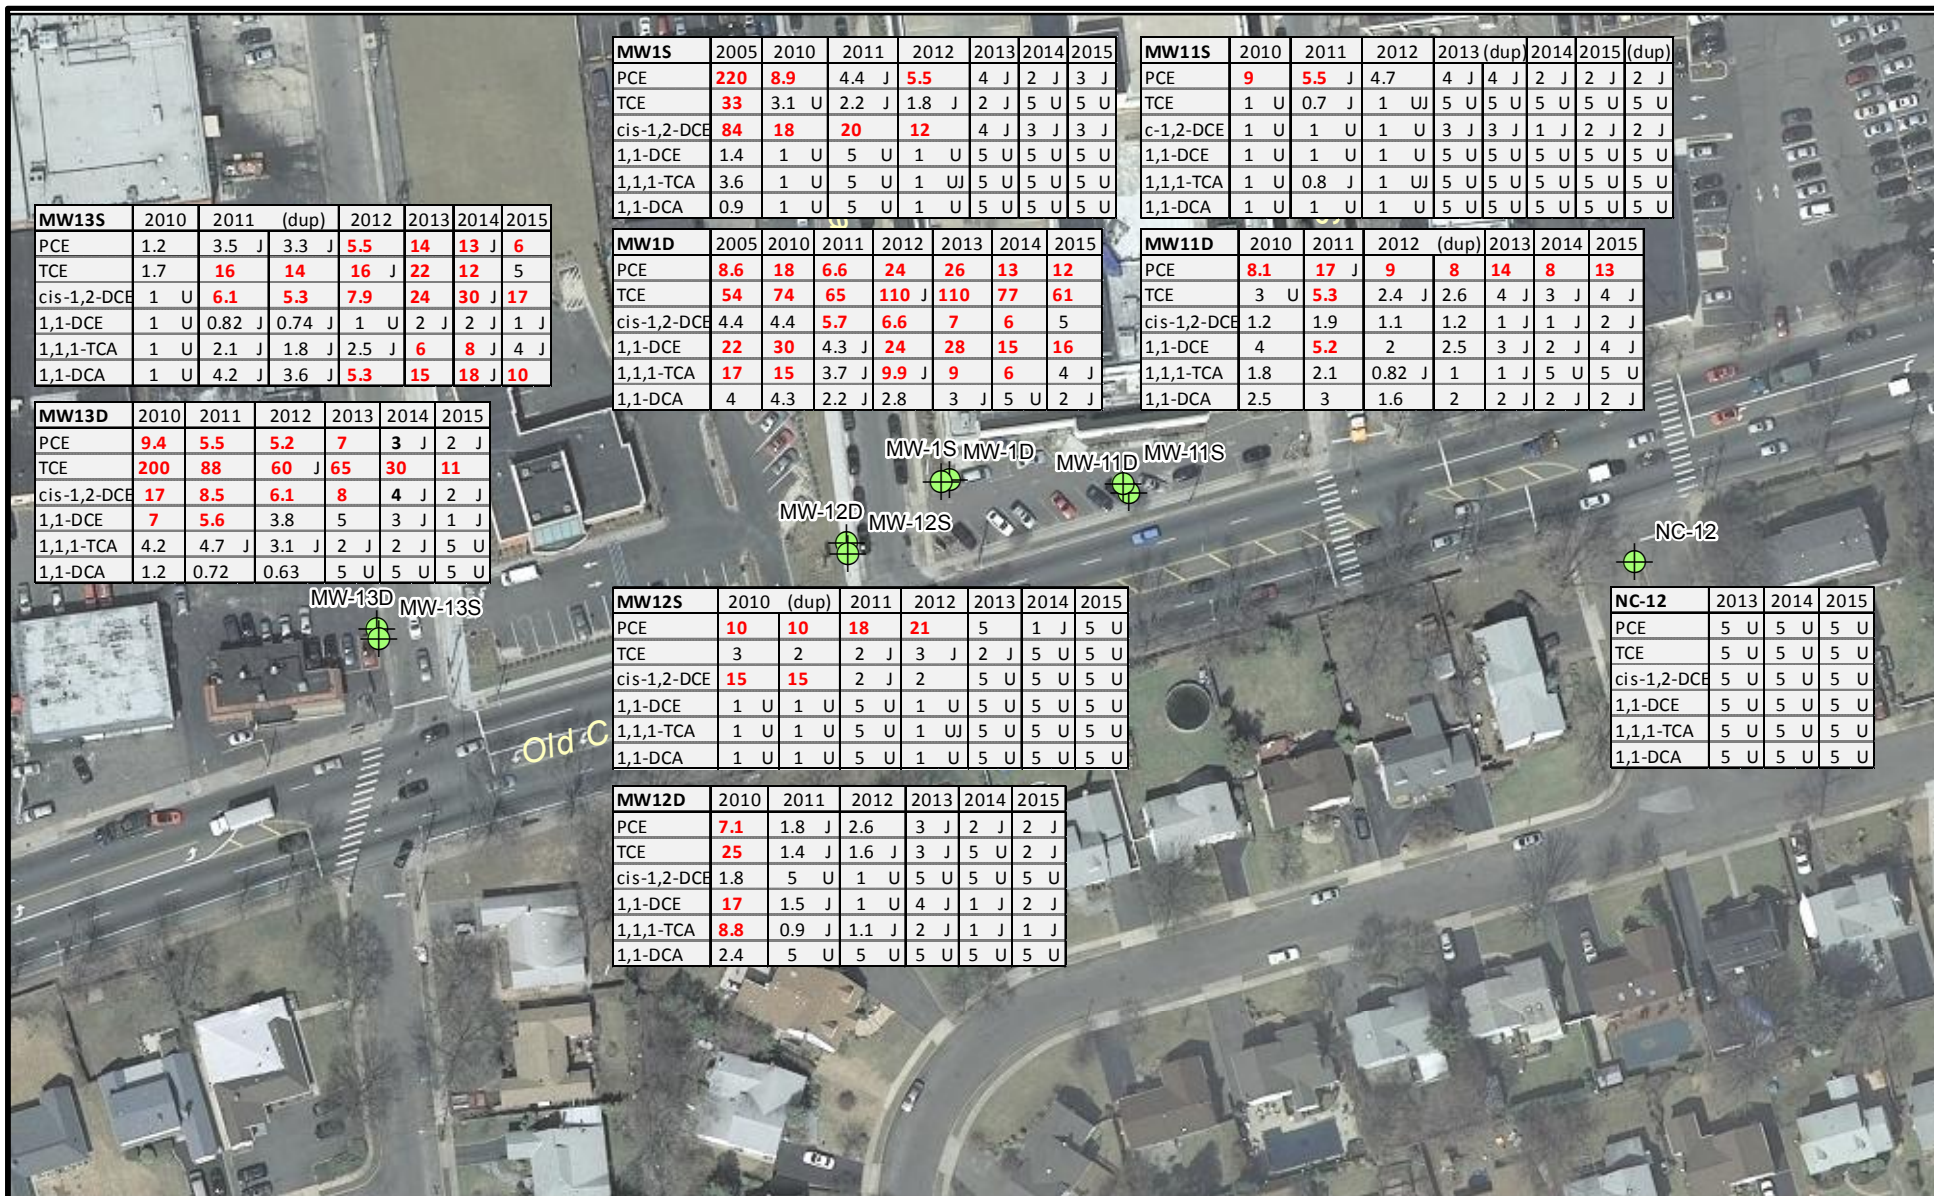 MW1S 2005 2010 2011 2012 2013 2014 2015
PCE 220 8.9 4.4 J 5.5 4 J 2 J 3 J
TCE 33 3.1 U 2.2 J 1.8 J 2 J 5 U 5 U
cis-1,2-DCE 84 18 20 12 4 J 3 J 3 J
1,1-DCE 1.4 1 U 5 U 1 U 5 U 5 U 5 U
1,1,1-TCA 3.6 1 U 5 U 1 UJ 5 U 5 U 5 U
1,1-DCA 0.9 1 U 5 U 1 U 5 U 5 U 5 U
MW11S 2010 2011 2012 2013 (dup) 2014 2015 (dup)
PCE 9 5.5 J 4.7 4 J 4 J 2 J 2 J 2 J
TCE 1 U 0.7 J 1 UJ 5 U 5 U 5 U 5 U 5 U
c-1,2-DCE 1 U 1 U 1 U 3 J 3 J 1 J 2 J 2 J
1,1-DCE 1 U 1 U 1 U 5 U 5 U 5 U 5 U 5 U
1,1,1-TCA 1 U 0.8 J 1 UJ 5 U 5 U 5 U 5 U 5 U
1,1-DCA 1 U 1 U 1 U 5 U 5 U 5 U 5 U 5 U
MW13S 2010 2011 (dup) 2012 2013 2014 2015
PCE 1.2 3.5 J 3.3 J 5.5 14 13 J 6
TCE 1.7 16 14 16 J 22 12 5
cis-1,2-DCE 1 U 6.1 5.3 7.9 24 30 J 17
1,1-DCE 1 U 0.82 J 0.74 J 1 U 2 J 2 J 1 J
1,1,1-TCA 1 U 2.1 J 1.8 J 2.5 J 6 8 J 4 J
1,1-DCA 1 U 4.2 J 3.6 J 5.3 15 18 J 10
MW1D 2005 2010 2011 2012 2013 2014 2015
PCE 8.6 18 6.6 24 26 13 12
TCE 54 74 65 110 J 110 77 61
cis-1,2-DCE 4.4 4.4 5.7 6.6 7 6 5
1,1-DCE 22 30 4.3 J 24 28 15 16
1,1,1-TCA 17 15 3.7 J 9.9 J 9 6 4 J
1,1-DCA 4 4.3 2.2 J 2.8 3 J 5 U 2 J
MW11D 2010 2011 2012 (dup) 2013 2014 2015
PCE 8.1 17 J 9 8 14 8 13
TCE 3 U 5.3 2.4 J 2.6 4 J 3 J 4 J
cis-1,2-DCE 1.2 1.9 1.1 1.2 1 J 1 J 2 J
1,1-DCE 4 5.2 2 2.5 3 J 2 J 4 J
1,1,1-TCA 1.8 2.1 0.82 J 1 1 J 5 U 5 U
1,1-DCA 2.5 3 1.6 2 2 J 2 J 2 J
MW13D 2010 2011 2012 2013 2014 2015
PCE 9.4 5.5 5.2 7 3 J 2 J
TCE 200 88 60 J 65 30 11
cis-1,2-DCE 17 8.5 6.1 8 4 J 2 J
1,1-DCE 7 5.6 3.8 5 3 J 1 J
1,1,1-TCA 4.2 4.7 J 3.1 J 2 J 2 J 5 U
1,1-DCA 1.2 0.72 0.63 5 U 5 U 5 U
MW-1S MW-1D
MW-11D MW-11S
MW-12D MW-12S
NC-12
MW-13D MW-13S
MW12S 2010 (dup) 2011 2012 2013 2014 2015
PCE 10 10 18 21 5 1 J 5 U
TCE 3 2 2 J 3 J 2 J 5 U 5 U
cis-1,2-DCE 15 15 2 J 2 5 U 5 U 5 U
1,1-DCE 1 U 1 U 5 U 1 U 5 U 5 U 5 U
1,1,1-TCA 1 U 1 U 5 U 1 UJ 5 U 5 U 5 U
1,1-DCA 1 U 1 U 5 U 1 U 5 U 5 U 5 U
NC-12 2013 2014 2015
PCE 5 U 5 U 5 U
TCE 5 U 5 U 5 U
cis-1,2-DCE 5 U 5 U 5 U
1,1-DCE 5 U 5 U 5 U
1,1,1-TCA 5 U 5 U 5 U
1,1-DCA 5 U 5 U 5 U
Old C
MW12D 2010 2011 2012 2013 2014 2015
PCE 7.1 1.8 J 2.6 3 J 2 J 2 J
TCE 25 1.4 J 1.6 J 3 J 5 U 2 J
cis-1,2-DCE 1.8 5 U 1 U 5 U 5 U 5 U
1,1-DCE 17 1.5 J 1 U 4 J 1 J 2 J
1,1,1-TCA 8.8 0.9 J 1.1 J 2 J 1 J 1 J
1,1-DCA 2.4 5 U 5 U 5 U 5 U 5 U